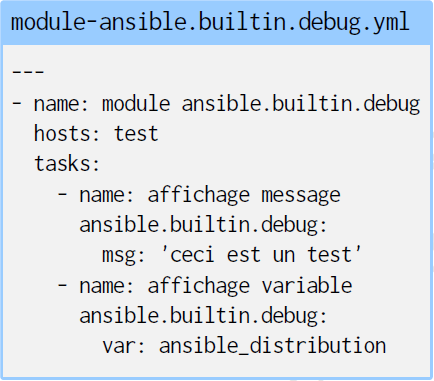 module-ansible.builtin.debug.yml
---
- name: module ansible.builtin.debug
  hosts: test
  tasks:
    - name: affichage message
      ansible.builtin.debug:
        msg: 'ceci est un test'
    - name: affichage variable
      ansible.builtin.debug:
        var: ansible_distribution